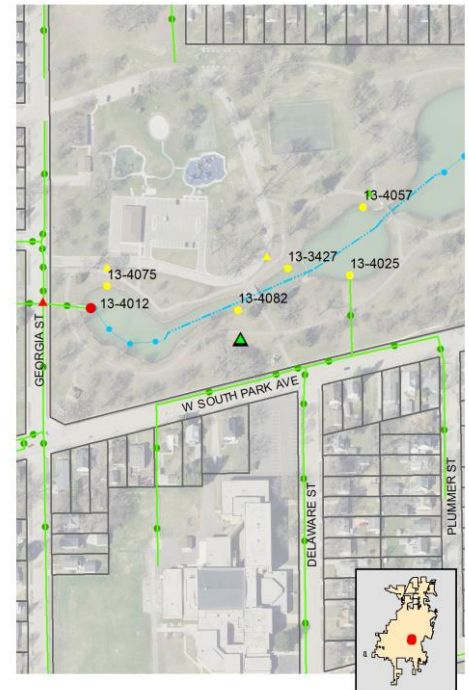 13-4057
13-3427
13-4075
13-4025
13-4012
13-4082
GEORGIA ST
W SOUTH PARK AVE
DELAWARE ST
PLUMMER ST